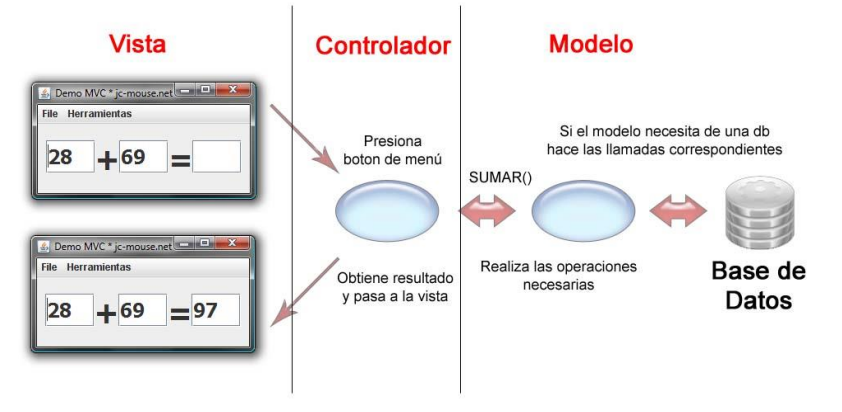 Vista
Controlador
Modelo
Demo MVC * jc-mouse.net
File Herramientas
28 + 69 =
Presiona
boton de menú
Si el modelo necesita de una db
hace las llamadas correspondientes
SUMAR()
Demo MVC * jc-mouse.net
File Herramientas
28 + 69 = 97
Obtiene resultado
y pasa a la vista
Realiza las operaciones
necesarias
Base de
Datos